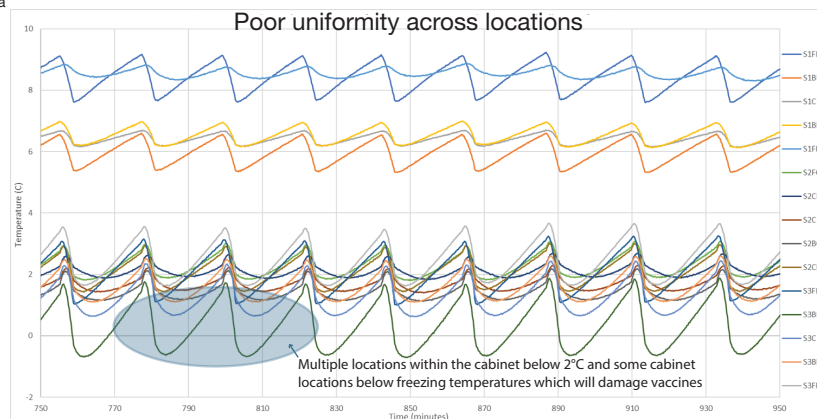 a
Poor uniformity across locations
10
8
6
4
2
0
-2
Temperature (C)
750 770 790 810 830 850 870 890 910 930 950
Time (minutes)
Multiple locations within the cabinet below 2°C and some cabinet
locations below freezing temperatures which will damage vaccines
S1C
S2C
S3C